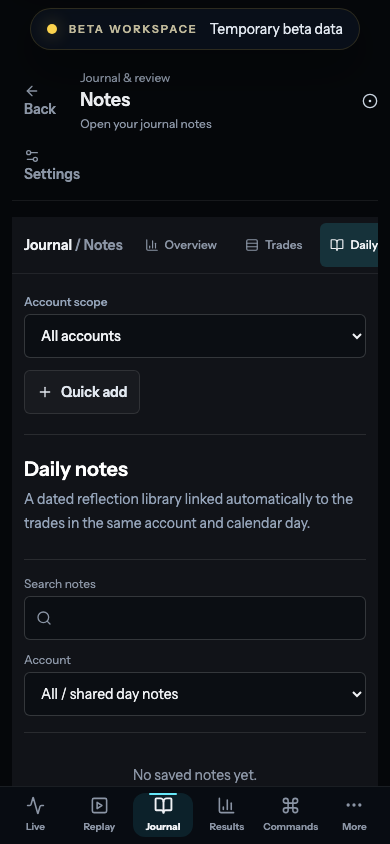 BETA WORKSPACE Temporary beta data
Journal & review
Back
Notes
Open your journal notes
Settings
Journal / Notes Overview Trades Daily
Account scope
All accounts
Quick add
Daily notes
A dated reflection library linked automatically to the
trades in the same account and calendar day.
Search notes
Account
All / shared day notes
No saved notes yet.
Live Replay Journal Results Commands More